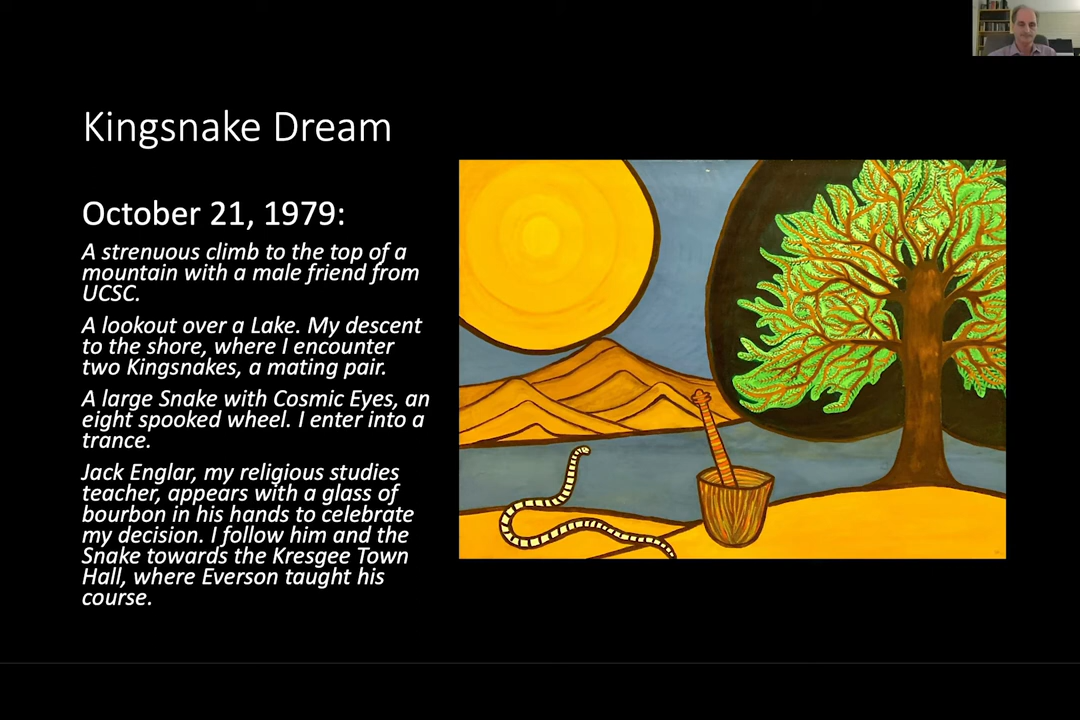 Kingsnake Dream
October 21, 1979:
A strenuous climb to the top of a
mountain with a male friend from
UCSC.
A lookout over a Lake. My descent
to the shore, where I encounter
two Kingsnakes, a mating pair.
A large Snake with Cosmic Eyes, an
eight spooked wheel. I enter into a
trance.
Jack Englar, my religious studies
teacher, appears with a glass of
bourbon in his hands to celebrate
my decision. I follow him and the
Snake towards the Kresgee Town
Hall, where Everson taught his
course.